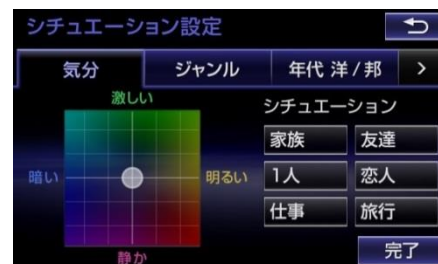 シチュエーション設定
気分 ジャンル 年代 洋/邦 >
激しい
シチュエーション
家族 友達
暗い 明るい 1人 恋人
仕事 旅行
静か
完了